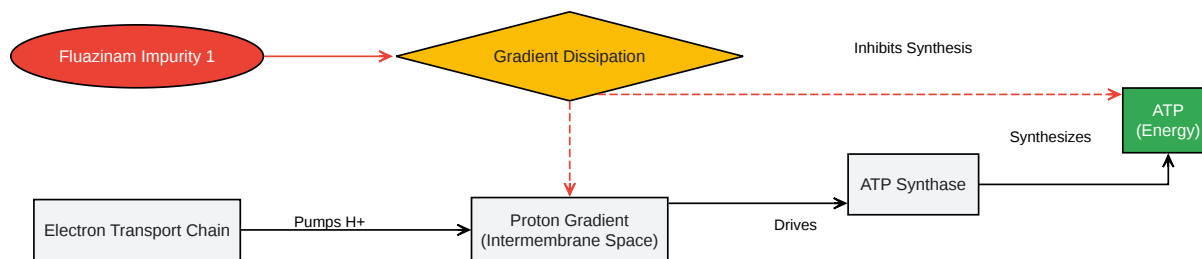 Fluazinam Impurity 1
Gradient Dissipation
Inhibits Synthesis
ATP
(Energy)
Synthesizes
ATP Synthase
Electron Transport Chain
Pumps H+
Proton Gradient
(Intermembrane Space)
Drives